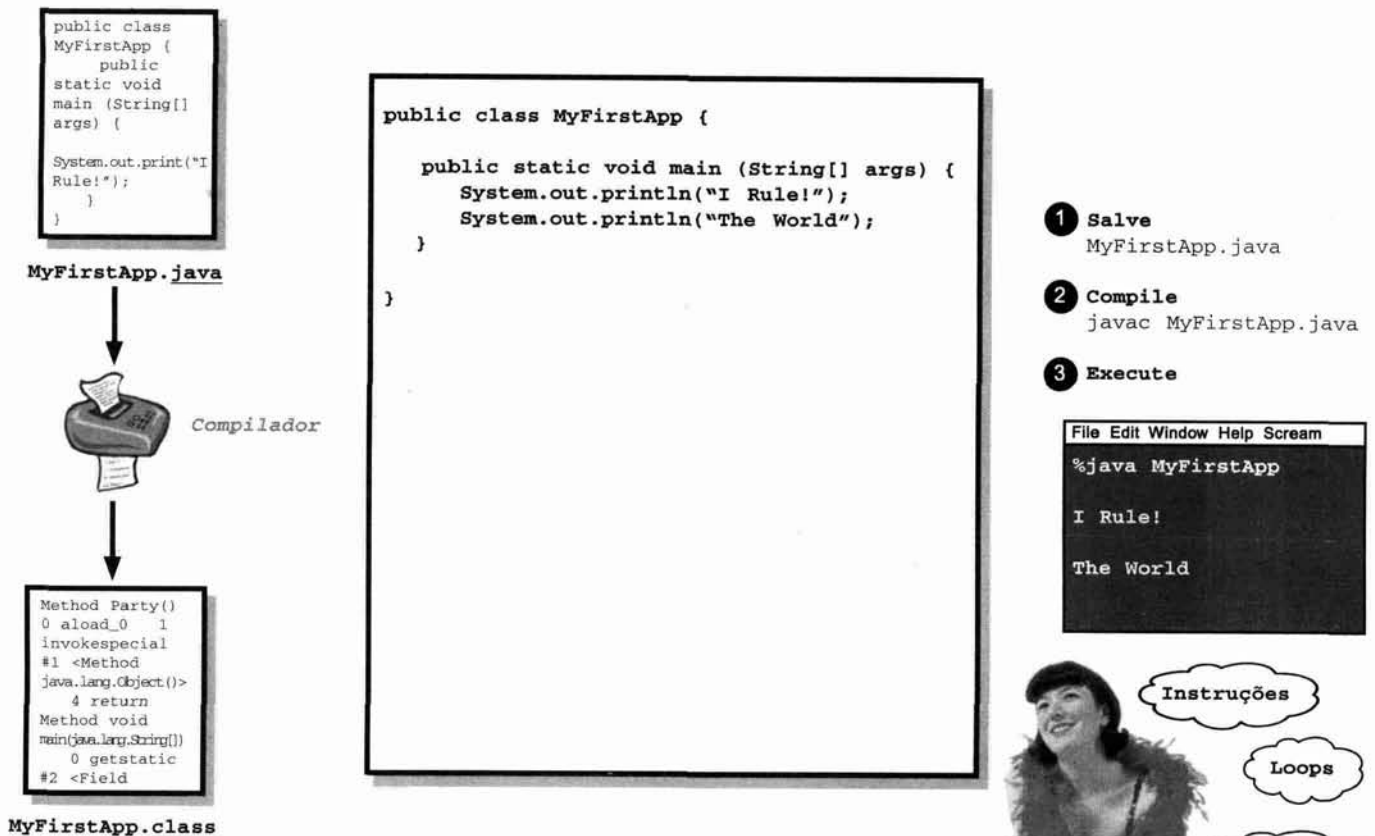 public class
MyFirstApp {
public
static void
main (String[]
args) {
System.out.print("I
Rule!");
}
}
MyFirstApp.java
Compilador
Method Party()
0 aload_0 1
invokespecial
#1 <Method
java.lang.Object()>
4 return
Method void
main(java.lang.String[])
0 getstatic
#2 <Field
MyFirstApp.class
public class MyFirstApp {
public static void main (String[] args) {
System.out.println("I Rule!");
System.out.println("The World");
}
}
1 Salve
MyFirstApp.java
2 Compile
javac MyFirstApp.java
3 Execute
File Edit Window Help Scream
%java MyFirstApp
I Rule!
The World
Instruções
Loops